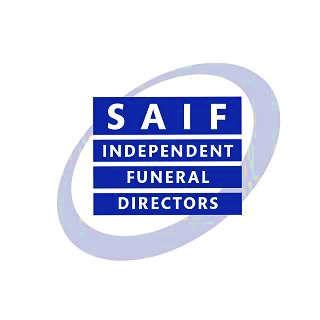 SAIF
INDEPENDENT
FUNERAL
DIRECTORS